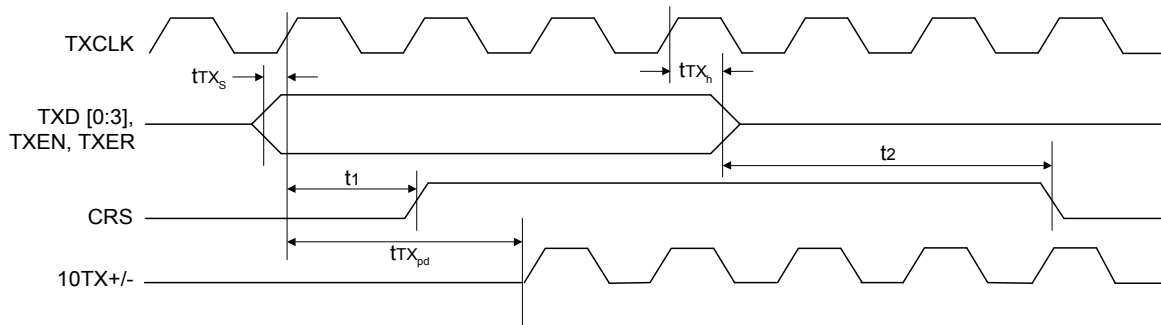 TXCLK
tTXS
tTXh
TXD [0:3],
TXEN, TXER
t2
t1
CRS
tTXpd
10TX+/-